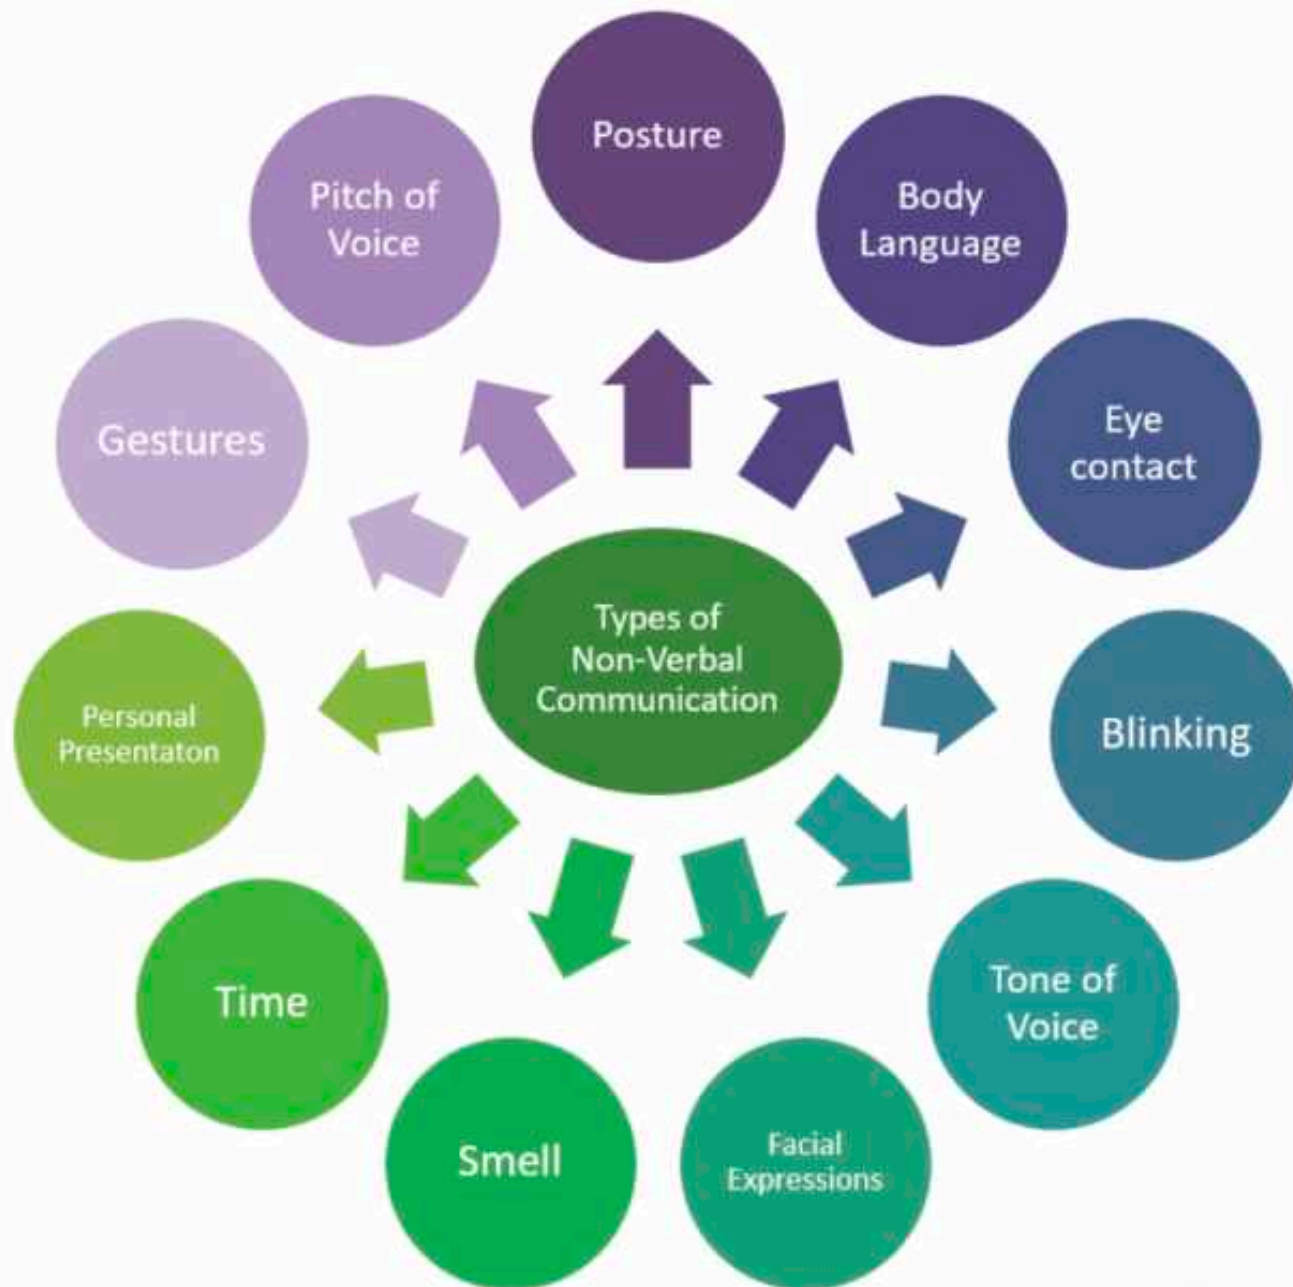 Posture
Body
Language
Eye
contact
Blinking
Tone of
Voice
Facial
Expressions
Smell
Time
Personal
Presentaton
Gestures
Pitch of
Voice
Types of
Non-Verbal
Communication